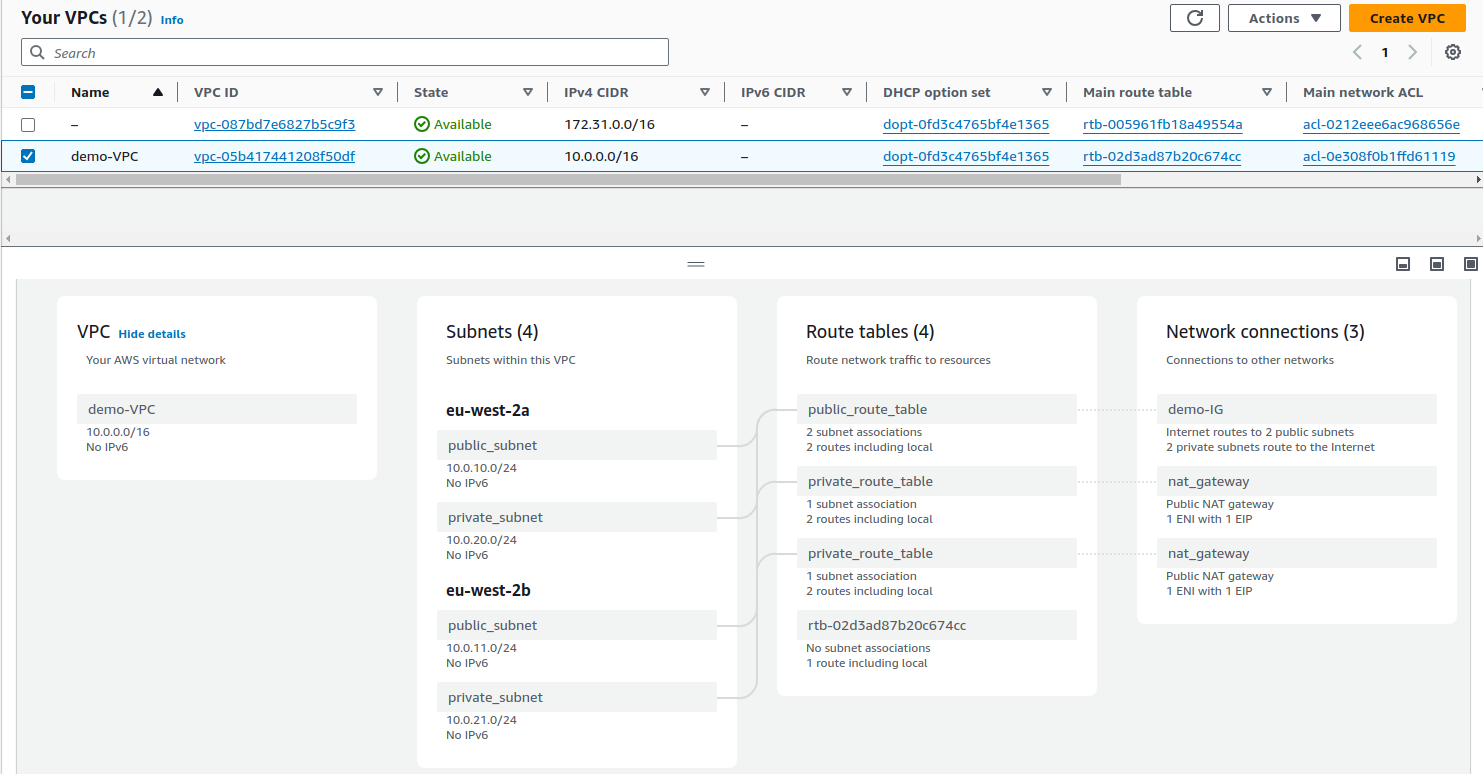 Your VPCs (1/2) Info
Actions
Create VPC
Search
1
Name VPC ID State IPv4 CIDR IPv6 CIDR DHCP option set Main route table Main network ACL
– vpc-087bd7e6827b5c9f3 Available 172.31.0.0/16 – dopt-0fd3c4765bf4e1365 rtb-005961fb18a49554a acl-0212eee6ac968656e
demo-VPC vpc-05b417441208f50df Available 10.0.0.0/16 – dopt-0fd3c4765bf4e1365 rtb-02d3ad87b20c674cc acl-0e308f0b1ffd61119
VPC Hide details
Your AWS virtual network
demo-VPC
10.0.0.0/16
No IPv6
Subnets (4)
Subnets within this VPC
eu-west-2a
public_subnet
10.0.10.0/24
No IPv6
private_subnet
10.0.20.0/24
No IPv6
eu-west-2b
public_subnet
10.0.11.0/24
No IPv6
private_subnet
10.0.21.0/24
No IPv6
Route tables (4)
Route network traffic to resources
public_route_table
2 subnet associations
2 routes including local
private_route_table
1 subnet association
2 routes including local
private_route_table
1 subnet association
2 routes including local
rtb-02d3ad87b20c674cc
No subnet associations
1 route including local
Network connections (3)
Connections to other networks
demo-IG
Internet routes to 2 public subnets
2 private subnets route to the Internet
nat_gateway
Public NAT gateway
1 ENI with 1 EIP
nat_gateway
Public NAT gateway
1 ENI with 1 EIP